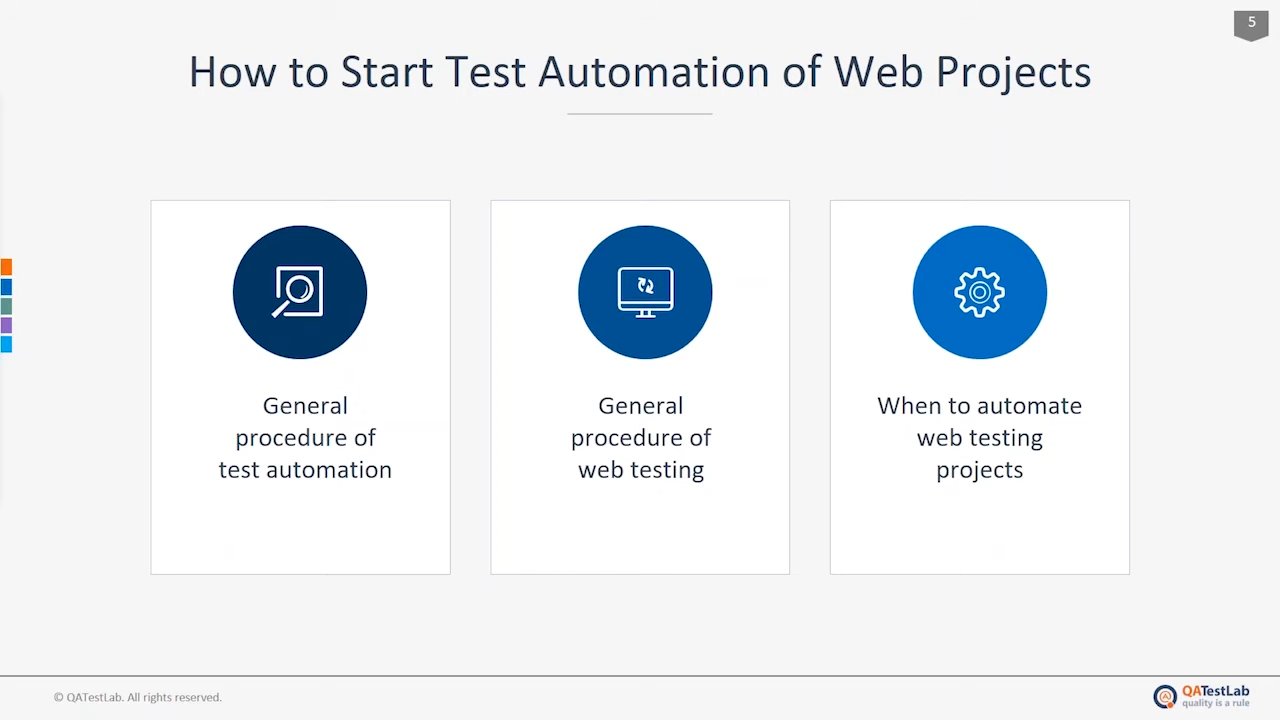 5
How to Start Test Automation of Web Projects
General
procedure of
test automation
General
procedure of
web testing
When to automate
web testing
projects
© QATestLab. All rights reserved.
QATestLab
quality is a rule